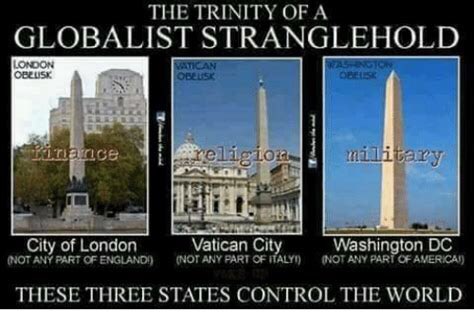 THE TRINITY OF A
GLOBALIST STRANGLEHOLD
LONDON
OBELISK
VATICAN
OBELISK
WASHINGTON
OBELISK
finance
religion
military
City of London
(NOT ANY PART OF ENGLAND!)
Vatican City
(NOT ANY PART OF ITALY!)
Washington DC
(NOT ANY PART OF AMERICA!)
THESE THREE STATES CONTROL THE WORLD